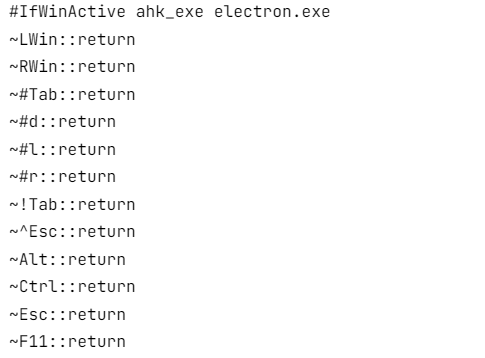 #IfWinActive ahk_exe electron.exe
~LWin::return
~RWin::return
~#Tab::return
~#d::return
~#l::return
~#r::return
~!Tab::return
~^Esc::return
~Alt::return
~Ctrl::return
~Esc::return
~F11::return